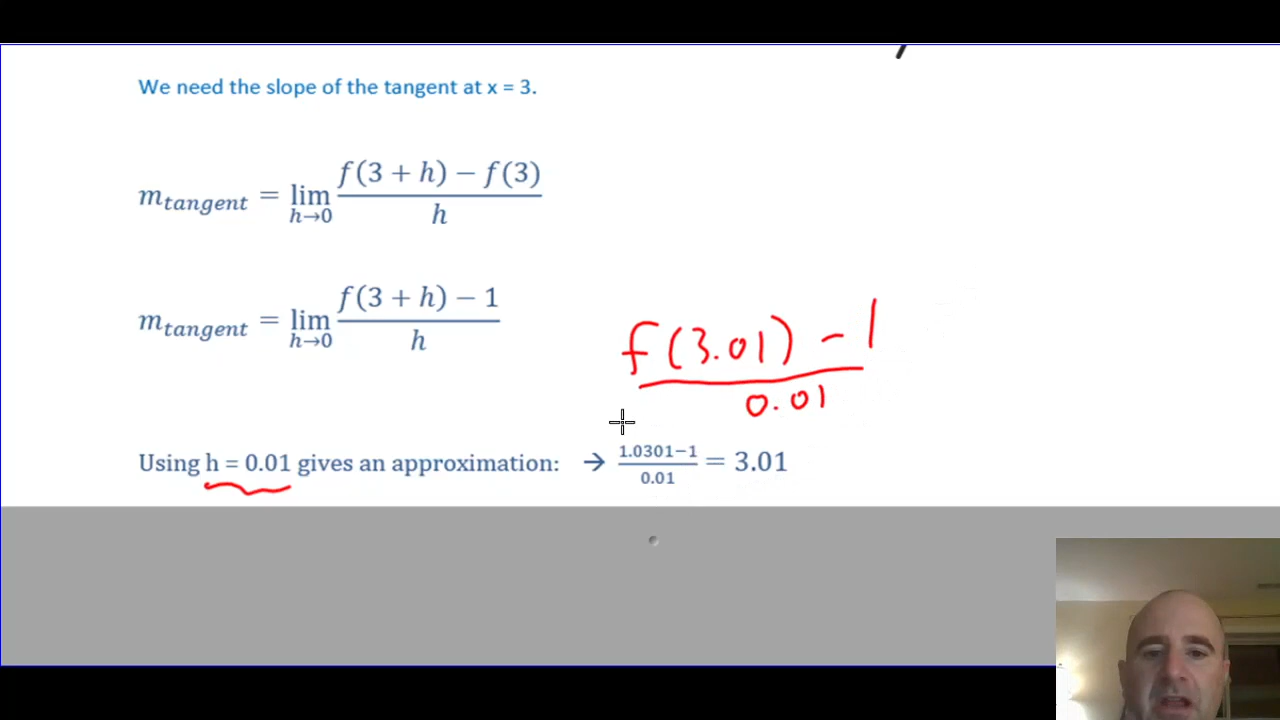 We need the slope of the tangent at x = 3.
m_tangent = lim_{h→0} (f(3 + h) − f(3)) / h
m_tangent = lim_{h→0} (f(3 + h) − 1) / h
(f(3.01) − 1) / 0.01
Using h = 0.01 gives an approximation: → (1.0301−1) / 0.01 = 3.01